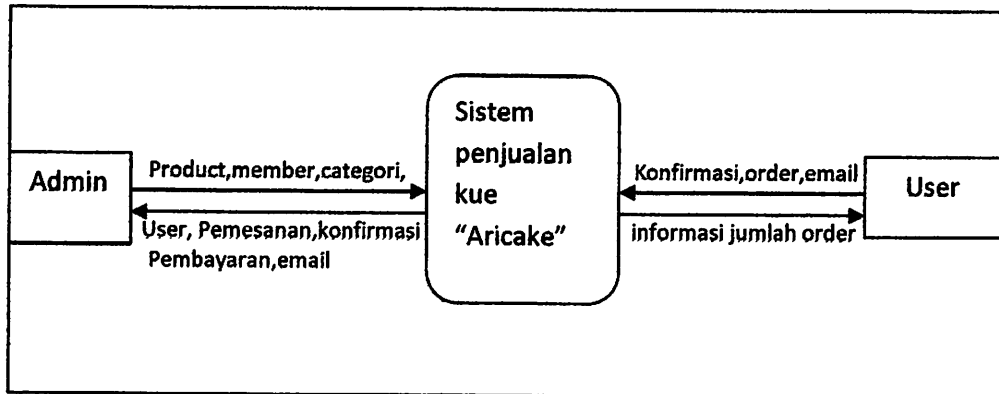 Admin
Product,member,categori,
User, Pemesanan,konfirmasi
Pembayaran,email
Sistem
penjualan
kue
“Aricake”
Konfirmasi,order,email
informasi jumlah order
User